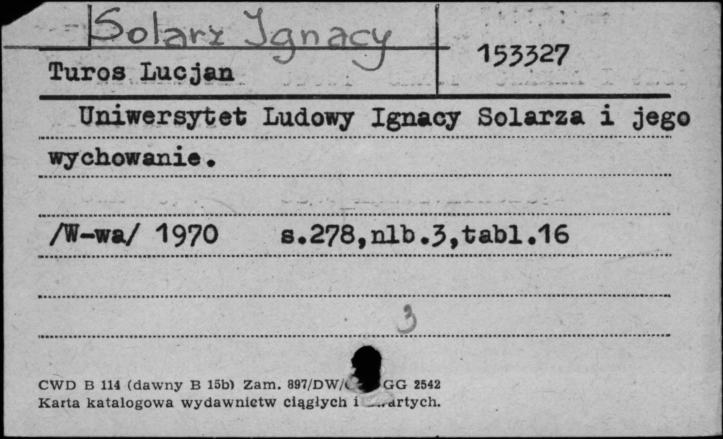 Solarz Ignacy
153327
Turos Lucjan
Uniwersytet Ludowy Ignacy Solarza i jego
wychowanie.
/W-wa/ 1970 s.278,nlb.3,tabl.16
3
CWD B 114 (dawny B 15b) Zam. 897/DW/ GG 2542
Karta katalogowa wydawnictw ciągłych i